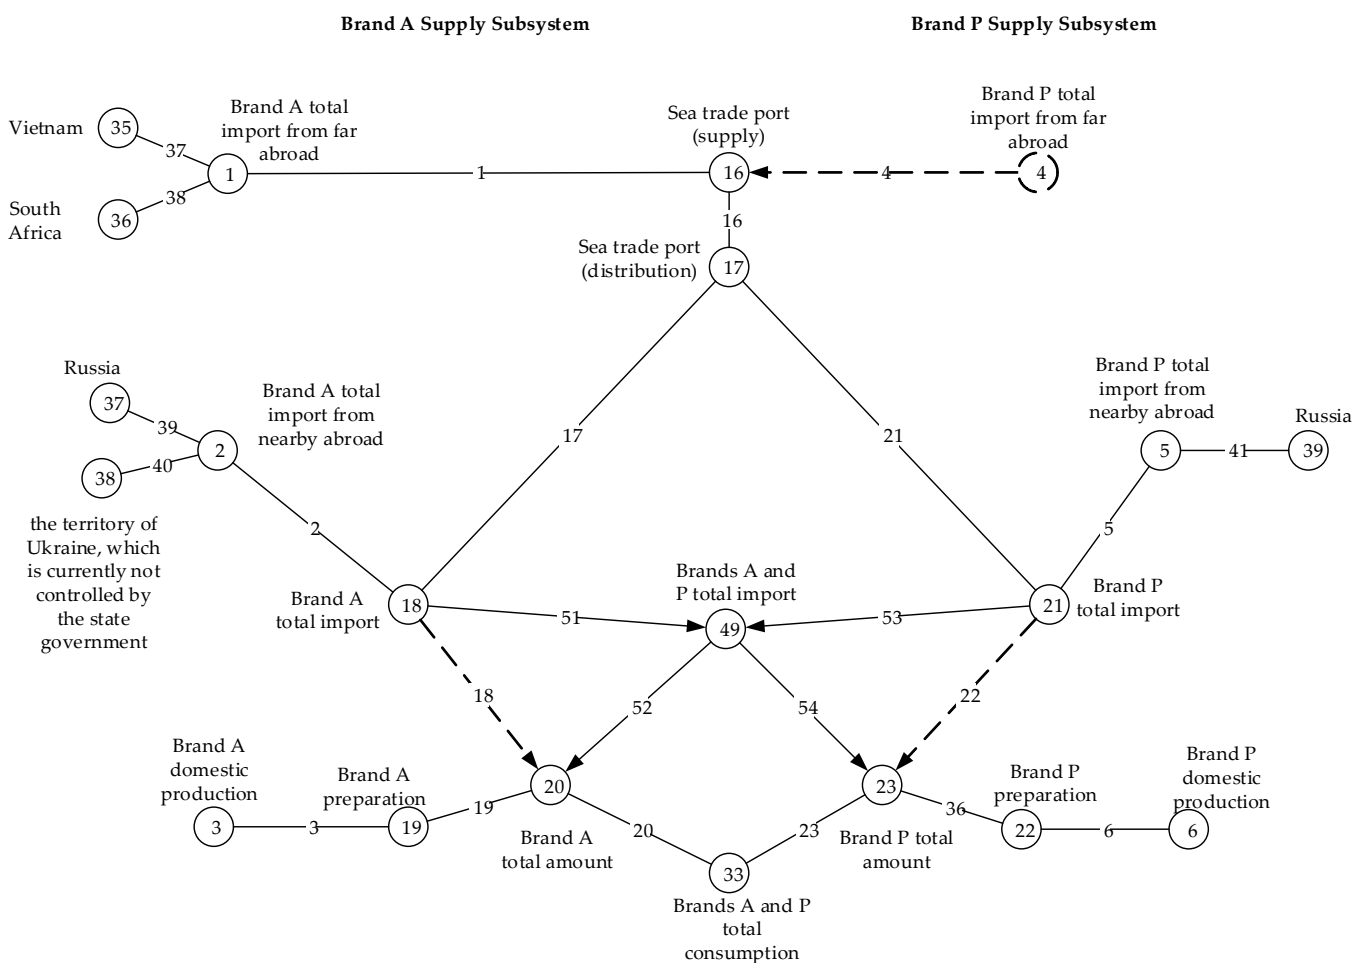 Brand A Supply Subsystem
Brand P Supply Subsystem
Vietnam
35
37
Brand A total
import from far
abroad
1
1
Sea trade port
(supply)
16
4
Brand P total
import from far
abroad
4
South
Africa
36
38
16
Sea trade port
(distribution)
17
Russia
37
39
Brand A total
import from
nearby abroad
2
38
40
the territory of
Ukraine, which
is currently not
controlled by
the state
government
2
17
21
Brand P total
import from
nearby abroad
5
41
Russia
39
5
Brand A
total import
18
51
Brands A and
P total import
49
53
21
Brand P
total import
18
52
54
22
Brand A
domestic
production
3
3
Brand A
preparation
19
19
20
Brand A
total amount
20
23
23
Brand P total
amount
36
Brand P
preparation
22
6
Brand P
domestic
production
6
33
Brands A and P
total
consumption